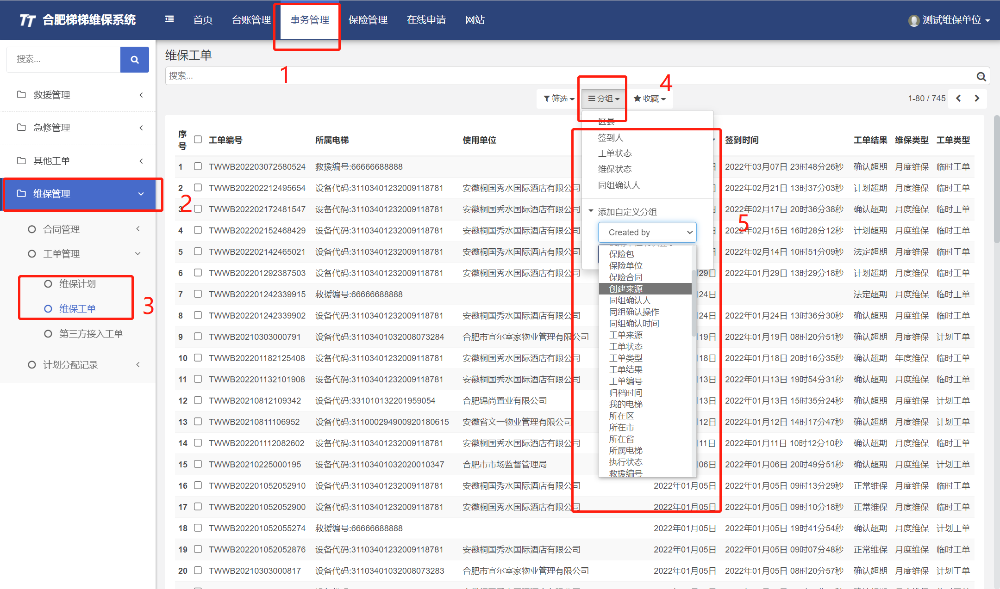 TT 合肥梯梯维保系统
首页 台账管理 事务管理 保险管理 在线申请 网站
测试维保单位
搜索...
救援管理
急修管理
其他工单
维保管理
2
合同管理
工单管理
维保计划
维保工单
3
第三方接入工单
计划分配记录
维保工单
1
搜索...
筛选 分组 收藏
4
1-80 / 745
区县
签到人
工单状态
维保状态
同组确认人
添加自定义分组
Created by
5
保险包
保险单位
保险合同
创建来源
同组确认人
同组确认操作
同组确认时间
工单来源
工单状态
工单类型
工单结果
工单编号
归档时间
我的电梯
所在区
所在市
所在省
所属电梯
执行状态
救援编号
序号 工单编号 所属电梯 使用单位 签到时间 工单结果 维保类型 工单类型
1 TWWB202203072580524 救援编号:66666688888 日 2022年03月07日 23时48分26秒 确认超期 月度维保 临时工单
2 TWWB202202212495654 设备代码:31103401232009118781 安徽桐国秀水国际酒店有限公司 日 2022年02月21日 13时37分03秒 计划超期 月度维保 临时工单
3 TWWB202202172481547 设备代码:31103401232009118781 安徽桐国秀水国际酒店有限公司 日 2022年02月17日 20时36分38秒 确认超期 月度维保 临时工单
4 TWWB202202152468429 设备代码:31103401232009118781 安徽桐国秀水国际酒店有限公司 日 2022年02月15日 16时28分12秒 计划超期 月度维保 临时工单
5 TWWB202202142465021 设备代码:31103401232009118781 安徽桐国秀水国际酒店有限公司 日 2022年02月14日 10时51分09秒 法定超期 月度维保 临时工单
6 TWWB202201292387503 设备代码:31103401232009118781 安徽桐国秀水国际酒店有限公司 29日 2022年01月29日 13时29分18秒 计划超期 月度维保 临时工单
7 TWWB202201242339915 救援编号:66666688888 24日 法定超期 月度维保 临时工单
8 TWWB202201242339902 设备代码:31103401232009118781 安徽桐国秀水国际酒店有限公司 24日 2022年01月24日 13时36分30秒 确认超期 月度维保 临时工单
9 TWWB20210303000791 设备代码:31103401032008073284 合肥市宜尔室家物业管理有限公司 19日 2022年01月19日 08时20分51秒 确认超期 月度维保 计划工单
10 TWWB202201182125408 设备代码:31103401232009118781 安徽桐国秀水国际酒店有限公司 18日 2022年01月18日 20时16分35秒 确认超期 年度维保 临时工单
11 TWWB202201132101908 设备代码:31103401232009118781 安徽桐国秀水国际酒店有限公司 13日 2022年01月13日 19时54分31秒 确认超期 月度维保 临时工单
12 TWWB20210812109342 设备代码:331010132201959054 合肥锦尚置业有限公司 13日 2022年01月13日 15时35分24秒 确认超期 月度维保 计划工单
13 TWWB20210811106952 设备代码:311000294900920180615 安徽省文一物业管理有限公司 12日 2022年01月12日 14时17分47秒 确认超期 月度维保 计划工单
14 TWWB202201112082602 设备代码:31103401232009118781 安徽桐国秀水国际酒店有限公司 11日 2022年01月11日 10时12分10秒 确认超期 月度维保 临时工单
15 TWWB20210225000195 设备代码:31103401032020010347 合肥市市场监督管理局 06日 2022年01月06日 20时49分51秒 确认超期 月度维保 计划工单
16 TWWB202201052052910 设备代码:31103401232009118781 安徽桐国秀水国际酒店有限公司 2022年01月05日 2022年01月05日 09时13分29秒 正常维保 月度维保 临时工单
17 TWWB202201052052900 设备代码:31103401232009118781 安徽桐国秀水国际酒店有限公司 2022年01月05日 2022年01月05日 09时10分18秒 正常维保 月度维保 临时工单
18 TWWB202201052055274 救援编号:66666688888 2022年01月05日 2022年01月05日 19时41分54秒 确认超期 月度维保 计划工单
19 TWWB202201052052876 设备代码:31103401232009118781 安徽桐国秀水国际酒店有限公司 2022年01月05日 2022年01月05日 09时07分48秒 正常维保 月度维保 临时工单
20 TWWB20210303000817 设备代码:31103401032008073283 合肥市宜尔室家物业管理有限公司 2022年01月05日 2022年01月05日 08时20分57秒 确认超期 月度维保 计划工单